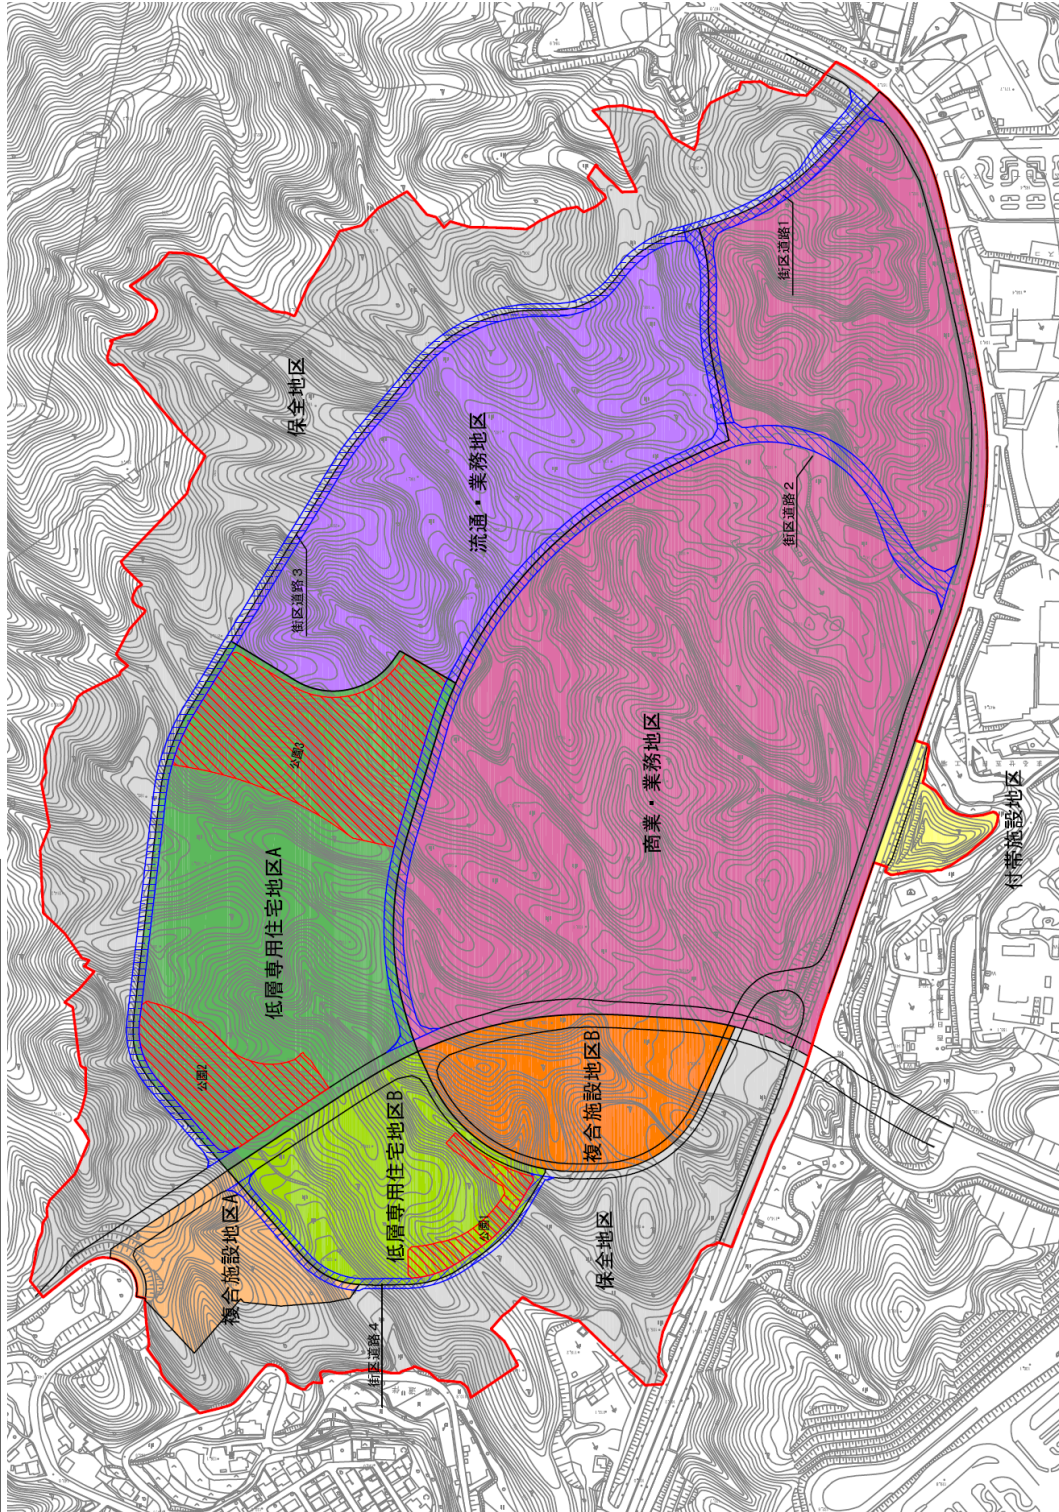 保全地区
流通・業務地区
街区道路1
街区道路2
街区道路3
公園3
商業・業務地区
低層専用住宅地区A
公園2
付帯施設地区
複合施設地区B
低層専用住宅地区B
公園1
複合施設地区A
保全地区
街区道路4